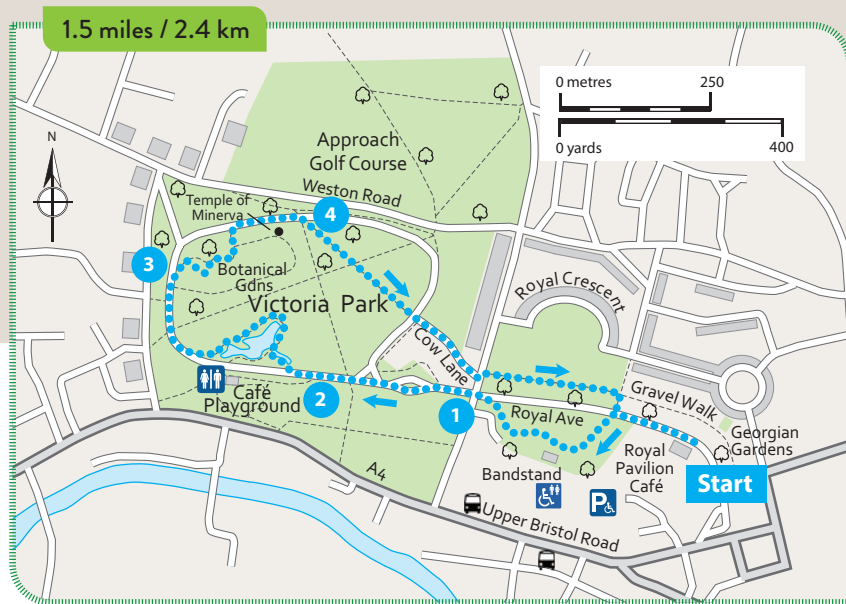 1.5 miles / 2.4 km
0 metres 250
0 yards 400
N
Approach
Golf Course
Weston Road
Temple of
Minerva
4
3
Botanical
Gdns
Victoria Park
Royal Crescent
Cow Lane
Gravel Walk
Café
Playground
2
1
Royal Ave
Georgian
Gardens
Bandstand
Royal
Pavilion
Café
Start
P
A4
Upper Bristol Road